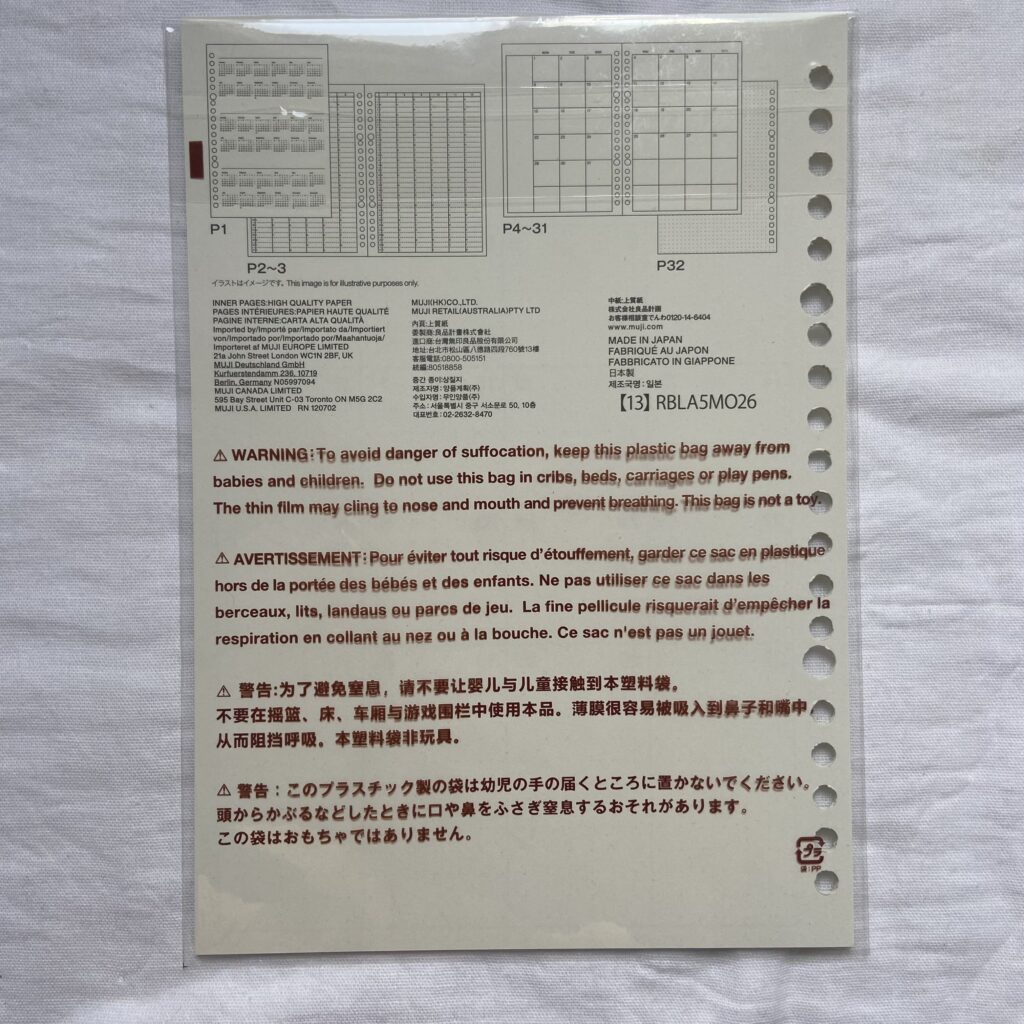 P1
P2~3
P4~31
P32
イラストはイメージです。This image is for illustrative purposes only.
INNER PAGES:HIGH QUALITY PAPER
PAGES INTÉRIEURES:PAPIER HAUTE QUALITÉ
PAGINE INTERNE:CARTA ALTA QUALITÀ
Imported by/Importé par/Importato da/Importiert
von/Importado por/Importado por/Maahantuoja/
Importeret af MUJI EUROPE LIMITED
21a John Street London WC1N 2BF, UK
MUJI Deutschland GmbH
Kurfuerstendamm 236, 10719
Berlin, Germany N05997094
MUJI CANADA LIMITED
595 Bay Street Unit C-03 Toronto ON M5G 2C2
MUJI U.S.A. LIMITED RN 120702
MUJI(HK)CO.,LTD.
MUJI RETAIL(AUSTRALIA)PTY LTD
內頁:上質紙
委製商:良品計畫株式會社
進口商:台灣無印良品股份有限公司
地址:台北市松山區八德路四段760號13樓
客服電話:0800-505151
統編:80518858
중간 종이:상질지
제조자명:양품계획(주)
수입자명:무인양품(주)
주소:서울특별시 중구 서소문로 50, 10층
대표번호:02-2632-8470
中紙:上質紙
株式会社良品計画
お客様相談室でんわ0120-14-6404
www.muji.com
MADE IN JAPAN
FABRIQUÉ AU JAPON
FABBRICATO IN GIAPPONE
日本製
제조국명:일본
【13】RBLA5MO26
⚠ WARNING:To avoid danger of suffocation, keep this plastic bag away from
babies and children. Do not use this bag in cribs, beds, carriages or play pens.
The thin film may cling to nose and mouth and prevent breathing. This bag is not a toy.
⚠ AVERTISSEMENT:Pour éviter tout risque d'étouffement, garder ce sac en plastique
hors de la portée des bébés et des enfants. Ne pas utiliser ce sac dans les
berceaux, lits, landaus ou parcs de jeu. La fine pellicule risquerait d'empêcher la
respiration en collant au nez ou à la bouche. Ce sac n'est pas un jouet.
⚠ 警告:为了避免窒息，请不要让婴儿与儿童接触到本塑料袋。
不要在摇篮、床、车厢与游戏围栏中使用本品。薄膜很容易被吸入到鼻子和嘴中,
从而阻挡呼吸。本塑料袋非玩具。
⚠ 警告：このプラスチック製の袋は幼児の手の届くところに置かないでください。
頭からかぶるなどしたときに口や鼻をふさぎ窒息するおそれがあります。
この袋はおもちゃではありません。
プラ
袋:PP